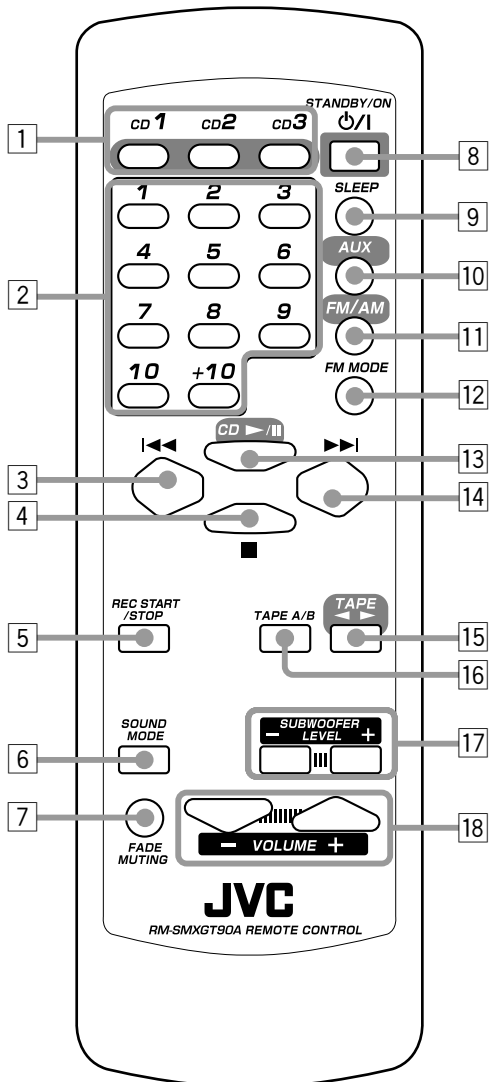 STANDBY/ON
CD 1 CD2 CD3
⏻/I
1
8
SLEEP
1 2 3
9
AUX
4 5 6
10
2
FM/AM
7 8 9
11
FM MODE
10 +10
12
CD ►/II
13
3
14
4
REC START
/STOP
TAPE A/B
TAPE
◄ ►
5
15
16
SOUND
MODE
SUBWOOFER
– LEVEL +
17
6
7
18
FADE
MUTING
– VOLUME +
JVC
RM-SMXGT90A REMOTE CONTROL